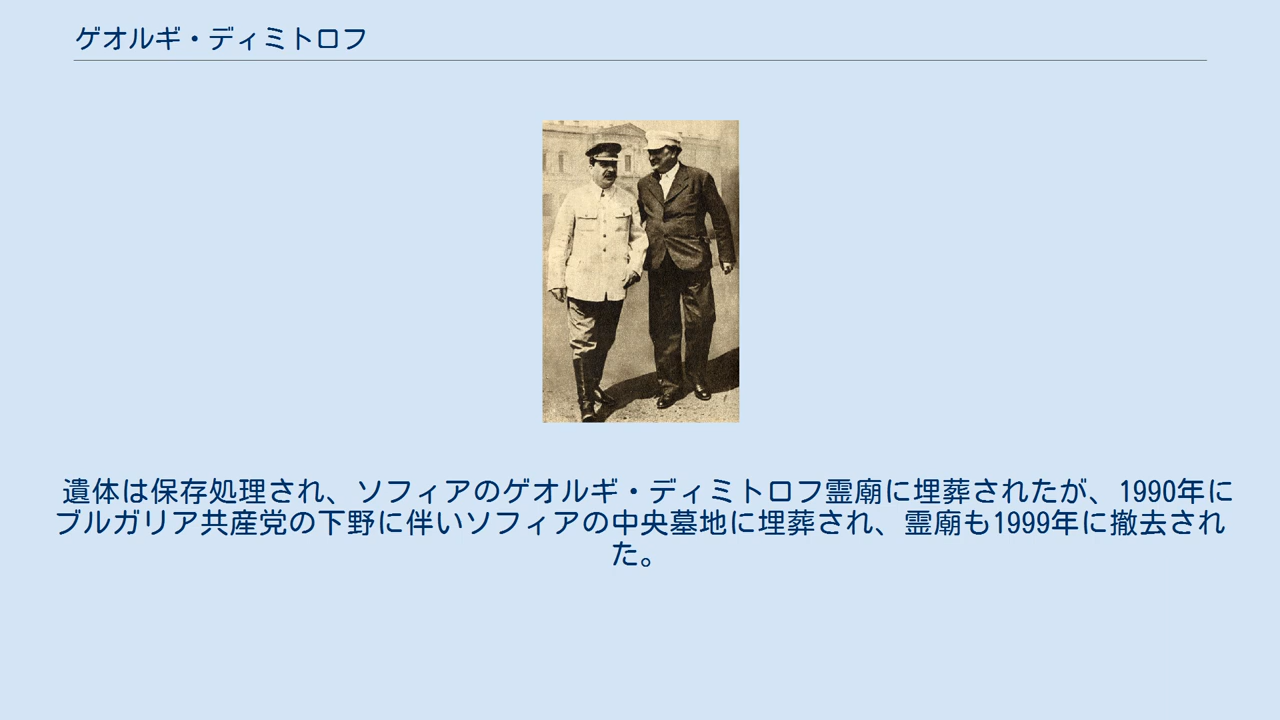 ゲオルギ・ディミトロフ
遺体は保存処理され、ソフィアのゲオルギ・ディミトロフ霊廟に埋葬されたが、1990年に
ブルガリア共産党の下野に伴いソフィアの中央墓地に埋葬され、霊廟も1999年に撤去され
た。